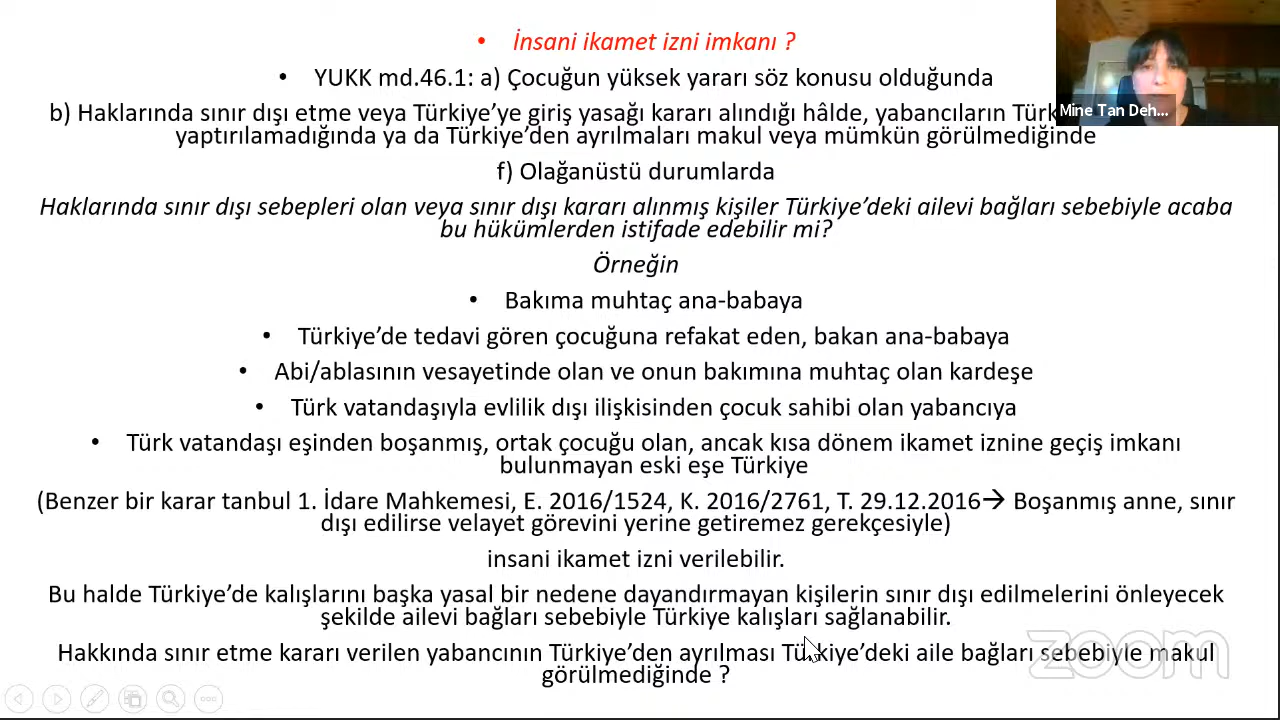 • İnsani ikamet izni imkanı ?
• YUKK md.46.1: a) Çocuğun yüksek yararı söz konusu olduğunda
b) Haklarında sınır dışı etme veya Türkiye’ye giriş yasağı kararı alındığı hâlde, yabancıların
yaptırılamadığında ya da Türkiye’den ayrılmaları makul veya mümkün görülmediğinde
f) Olağanüstü durumlarda
Haklarında sınır dışı sebepleri olan veya sınır dışı kararı alınmış kişiler Türkiye’deki ailevi bağları sebebiyle acaba
bu hükümlerden istifade edebilir mi?
Örneğin
• Bakıma muhtaç ana-babaya
• Türkiye’de tedavi gören çocuğuna refakat eden, bakan ana-babaya
• Abi/ablasının vesayetinde olan ve onun bakımına muhtaç olan kardeşe
• Türk vatandaşıyla evlilik dışı ilişkisinden çocuk sahibi olan yabancıya
• Türk vatandaşı eşinden boşanmış, ortak çocuğu olan, ancak kısa dönem ikamet iznine geçiş imkanı
bulunmayan eski eşe Türkiye
(Benzer bir karar tanbul 1. İdare Mahkemesi, E. 2016/1524, K. 2016/2761, T. 29.12.2016→ Boşanmış anne, sınır
dışı edilirse velayet görevini yerine getiremez gerekçesiyle)
insani ikamet izni verilebilir.
Bu halde Türkiye’de kalışlarını başka yasal bir nedene dayandırmayan kişilerin sınır dışı edilmelerini önleyecek
şekilde ailevi bağları sebebiyle Türkiye kalışları sağlanabilir.
Hakkında sınır etme kararı verilen yabancının Türkiye’den ayrılması Türkiye’deki aile bağları sebebiyle makul
görülmediğinde ?
Mine Tan Deh...
zoom